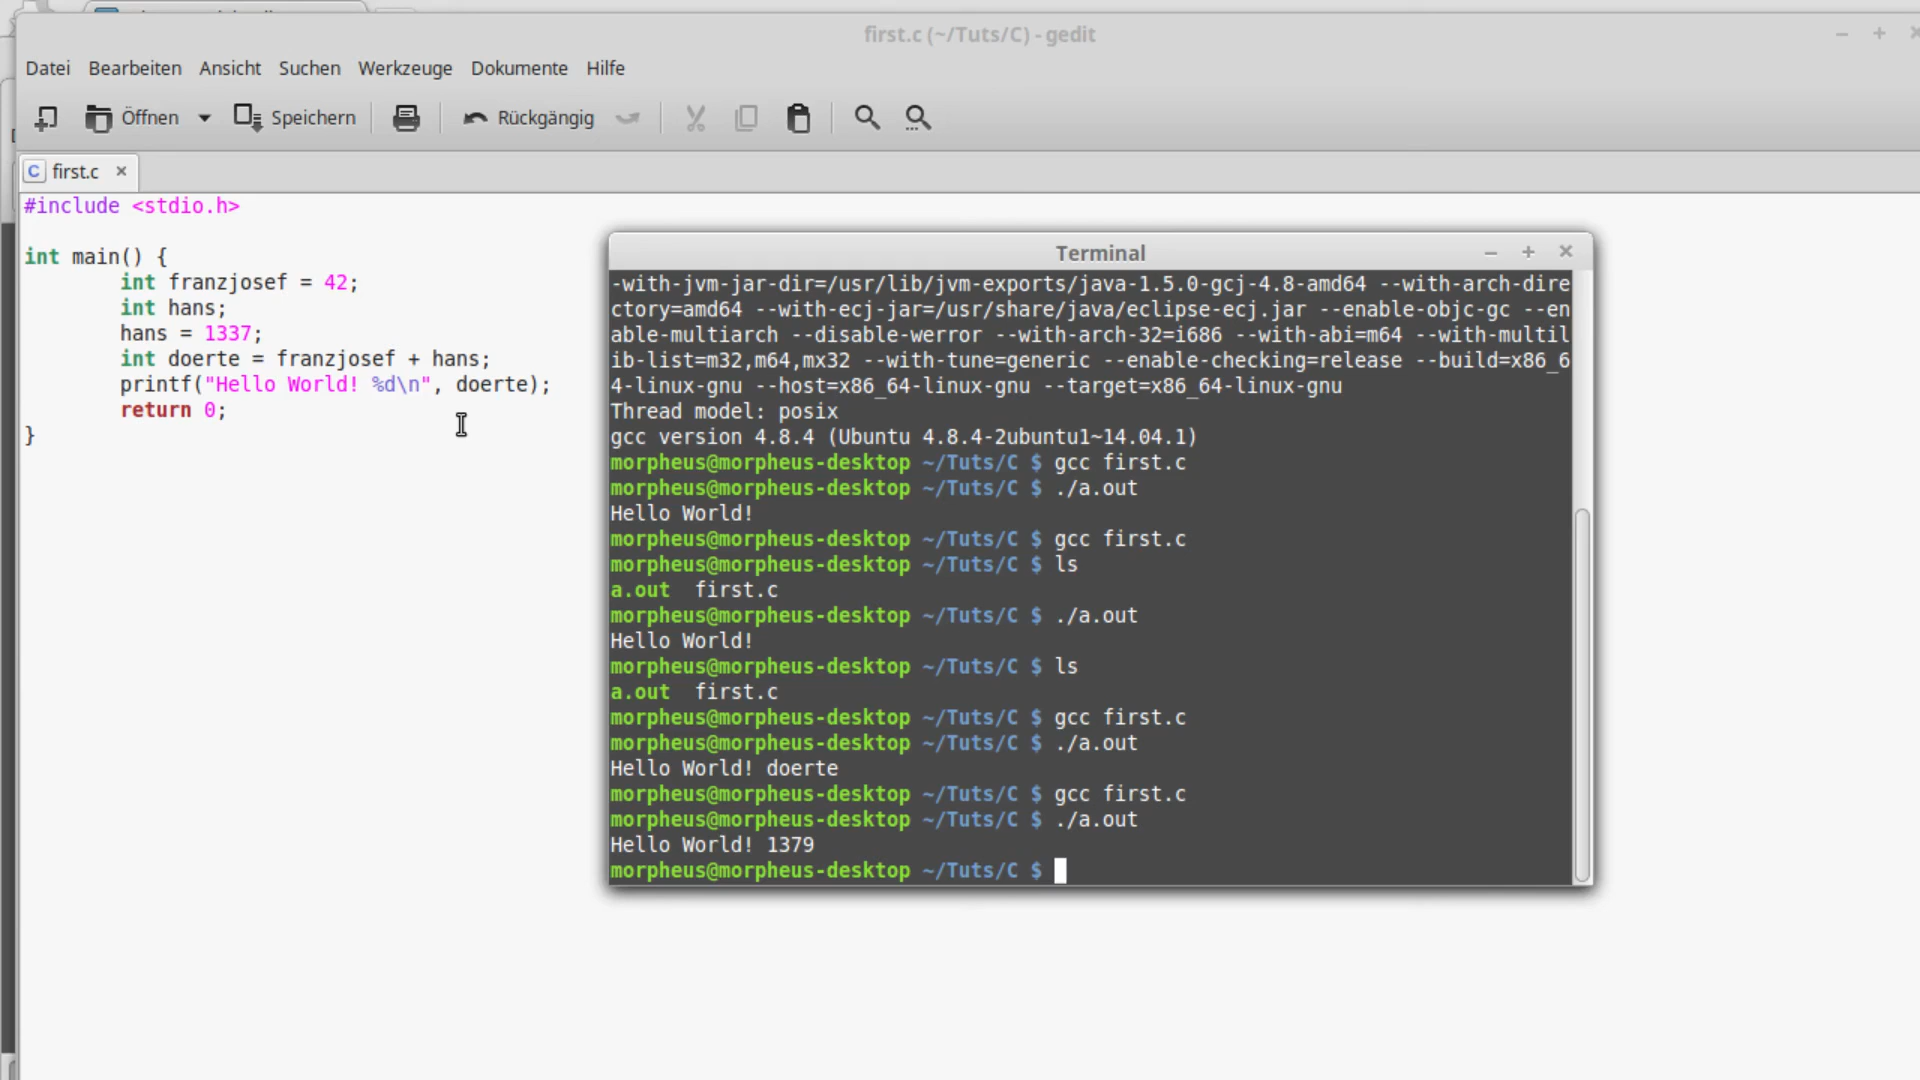 first.c (~/Tuts/C) - gedit
Datei Bearbeiten Ansicht Suchen Werkzeuge Dokumente Hilfe
Öffnen Speichern Rückgängig
first.c
#include <stdio.h>
int main() {
int franzjosef = 42;
int hans;
hans = 1337;
int doerte = franzjosef + hans;
printf("Hello World! %d\n", doerte);
return 0;
}
Terminal
-with-jvm-jar-dir=/usr/lib/jvm-exports/java-1.5.0-gcj-4.8-amd64 --with-arch-dire
ctory=amd64 --with-ecj-jar=/usr/share/java/eclipse-ecj.jar --enable-objc-gc --en
able-multiarch --disable-werror --with-arch-32=i686 --with-abi=m64 --with-multil
ib-list=m32,m64,mx32 --with-tune=generic --enable-checking=release --build=x86_6
4-linux-gnu --host=x86_64-linux-gnu --target=x86_64-linux-gnu
Thread model: posix
gcc version 4.8.4 (Ubuntu 4.8.4-2ubuntu1~14.04.1)
morpheus@morpheus-desktop ~/Tuts/C $ gcc first.c
morpheus@morpheus-desktop ~/Tuts/C $ ./a.out
Hello World!
morpheus@morpheus-desktop ~/Tuts/C $ gcc first.c
morpheus@morpheus-desktop ~/Tuts/C $ ls
a.out first.c
morpheus@morpheus-desktop ~/Tuts/C $ ./a.out
Hello World!
morpheus@morpheus-desktop ~/Tuts/C $ ls
a.out first.c
morpheus@morpheus-desktop ~/Tuts/C $ gcc first.c
morpheus@morpheus-desktop ~/Tuts/C $ ./a.out
Hello World! doerte
morpheus@morpheus-desktop ~/Tuts/C $ gcc first.c
morpheus@morpheus-desktop ~/Tuts/C $ ./a.out
Hello World! 1379
morpheus@morpheus-desktop ~/Tuts/C $